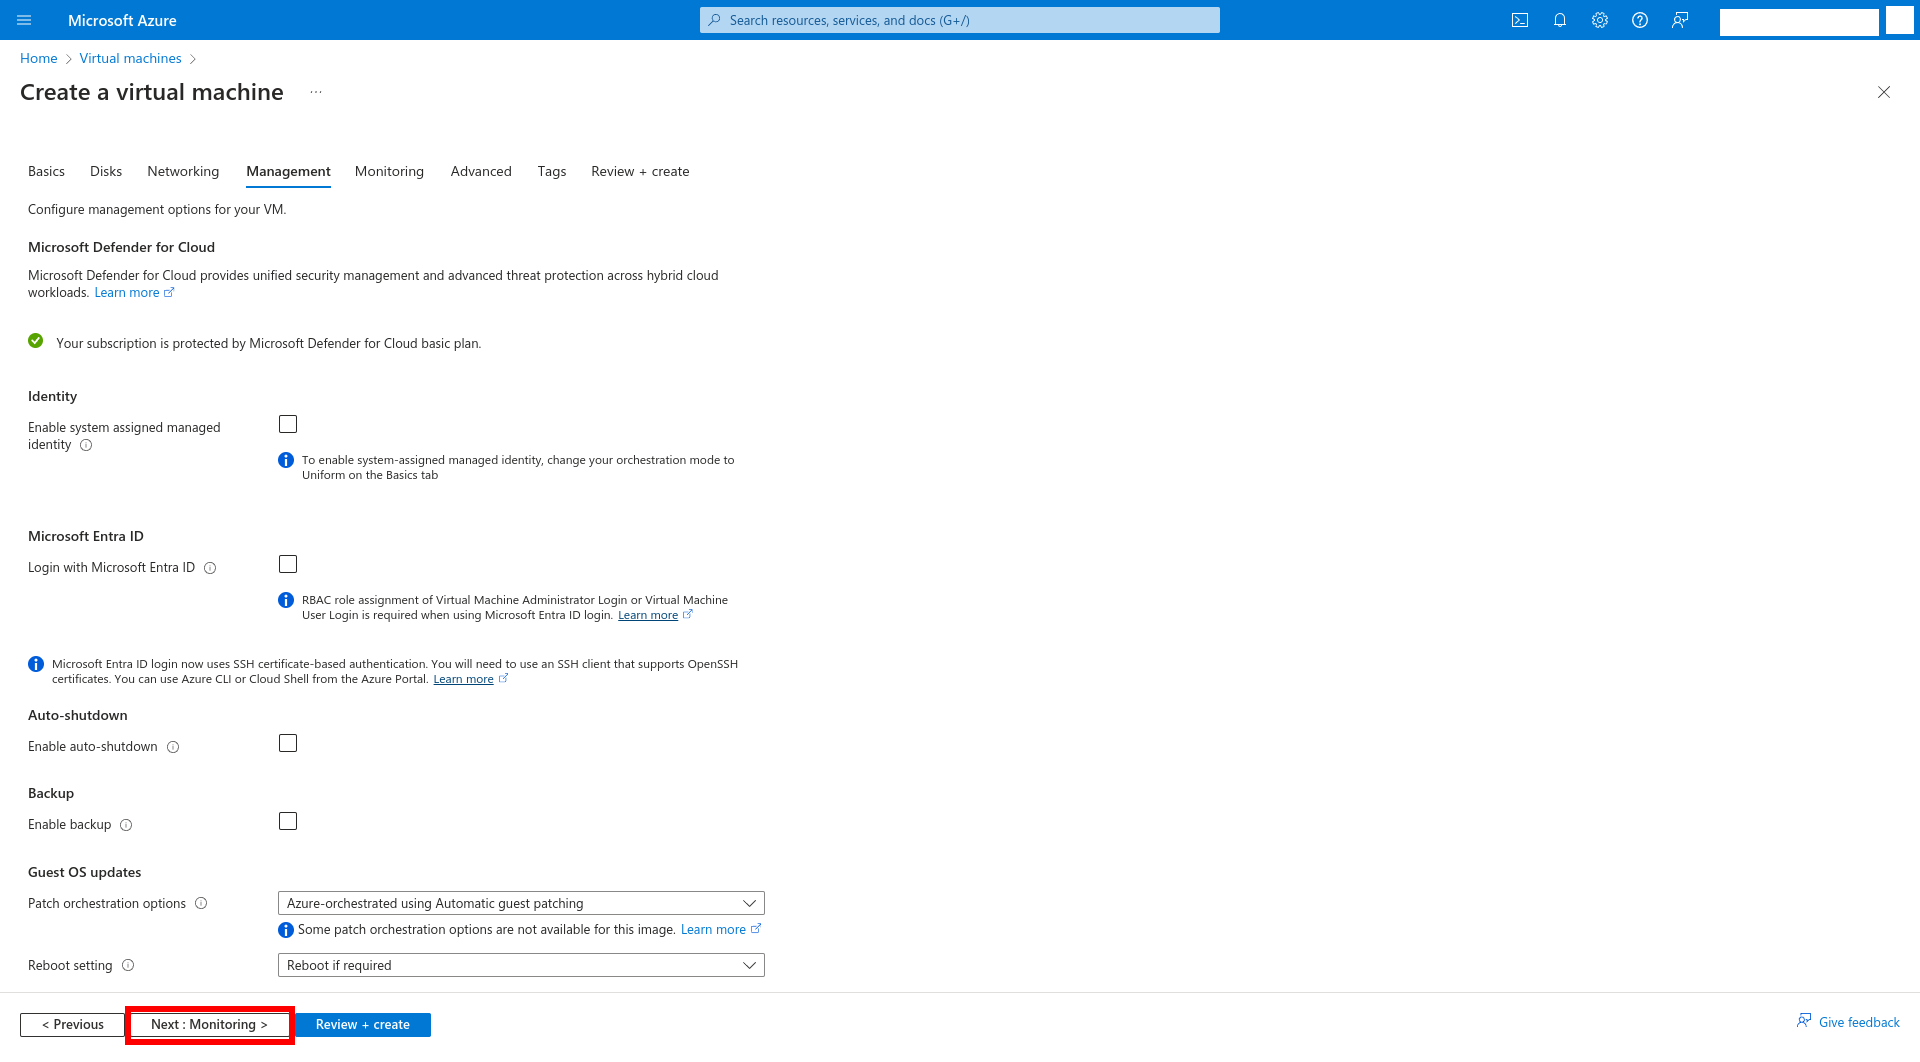 Microsoft Azure
Search resources, services, and docs (G+/)
Home
Virtual machines
Create a virtual machine
...
Basics
Disks
Networking
Management
Monitoring
Advanced
Tags
Review + create
Configure management options for your VM.
Microsoft Defender for Cloud
Microsoft Defender for Cloud provides unified security management and advanced threat protection across hybrid cloud
workloads. Learn more
Your subscription is protected by Microsoft Defender for Cloud basic plan.
Identity
Enable system assigned managed
identity
To enable system-assigned managed identity, change your orchestration mode to
Uniform on the Basics tab
Microsoft Entra ID
Login with Microsoft Entra ID
RBAC role assignment of Virtual Machine Administrator Login or Virtual Machine
User Login is required when using Microsoft Entra ID login. Learn more
Microsoft Entra ID login now uses SSH certificate-based authentication. You will need to use an SSH client that supports OpenSSH
certificates. You can use Azure CLI or Cloud Shell from the Azure Portal. Learn more
Auto-shutdown
Enable auto-shutdown
Backup
Enable backup
Guest OS updates
Patch orchestration options
Azure-orchestrated using Automatic guest patching
Some patch orchestration options are not available for this image. Learn more
Reboot setting
Reboot if required
< Previous
Next : Monitoring >
Review + create
Give feedback